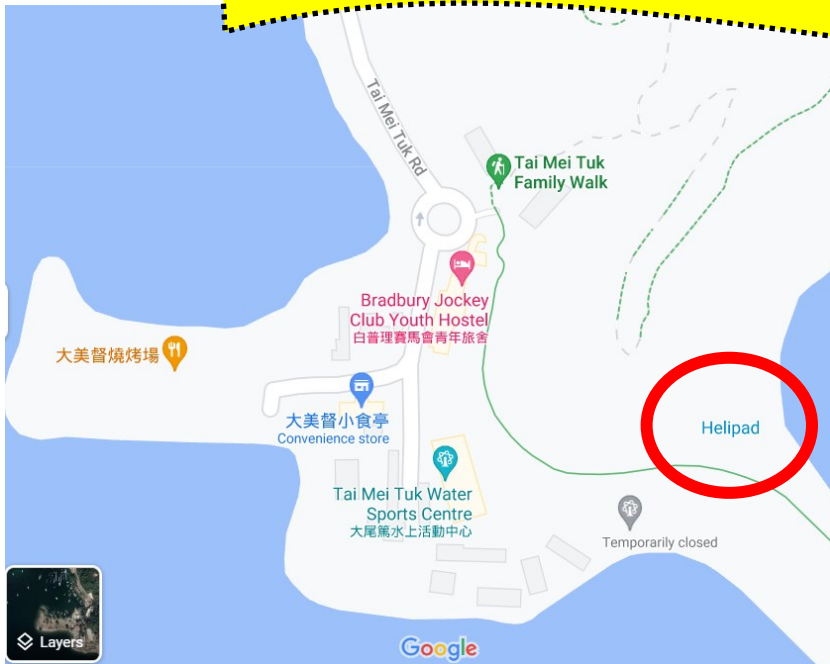 Tai Mei Tuk Rd
Tai Mei Tuk
Family Walk
Bradbury Jockey
Club Youth Hostel
白普理賽馬會青年旅舍
大美督燒烤場
大美督小食亭
Convenience store
Helipad
Tai Mei Tuk Water
Sports Centre
大尾篤水上活動中心
Temporarily closed
Layers
Google